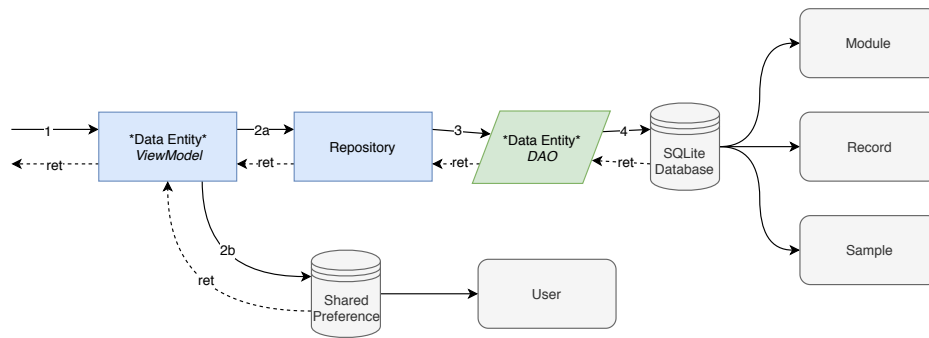 Module
1
*Data Entity*
ViewModel
2a
Repository
3
*Data Entity*
DAO
4
SQLite
Database
Record
ret
ret
ret
ret
Sample
2b
ret
Shared
Preference
User